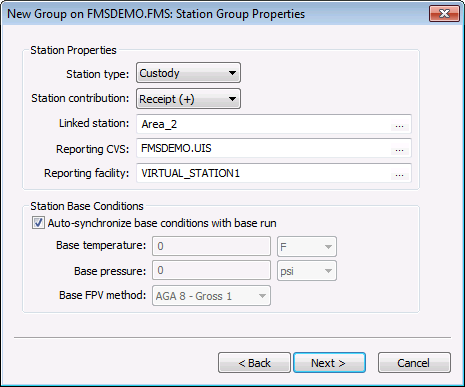 New Group on FMSDEMO.FMS: Station Group Properties
Station Properties
Station type: Custody
Station contribution: Receipt (+)
Linked station: Area_2 ...
Reporting CVS: FMSDEMO.UIS ...
Reporting facility: VIRTUAL_STATION1 ...
Station Base Conditions
Auto-synchronize base conditions with base run
Base temperature: 0 F
Base pressure: 0 psi
Base FPV method: AGA 8 - Gross 1
< Back Next > Cancel